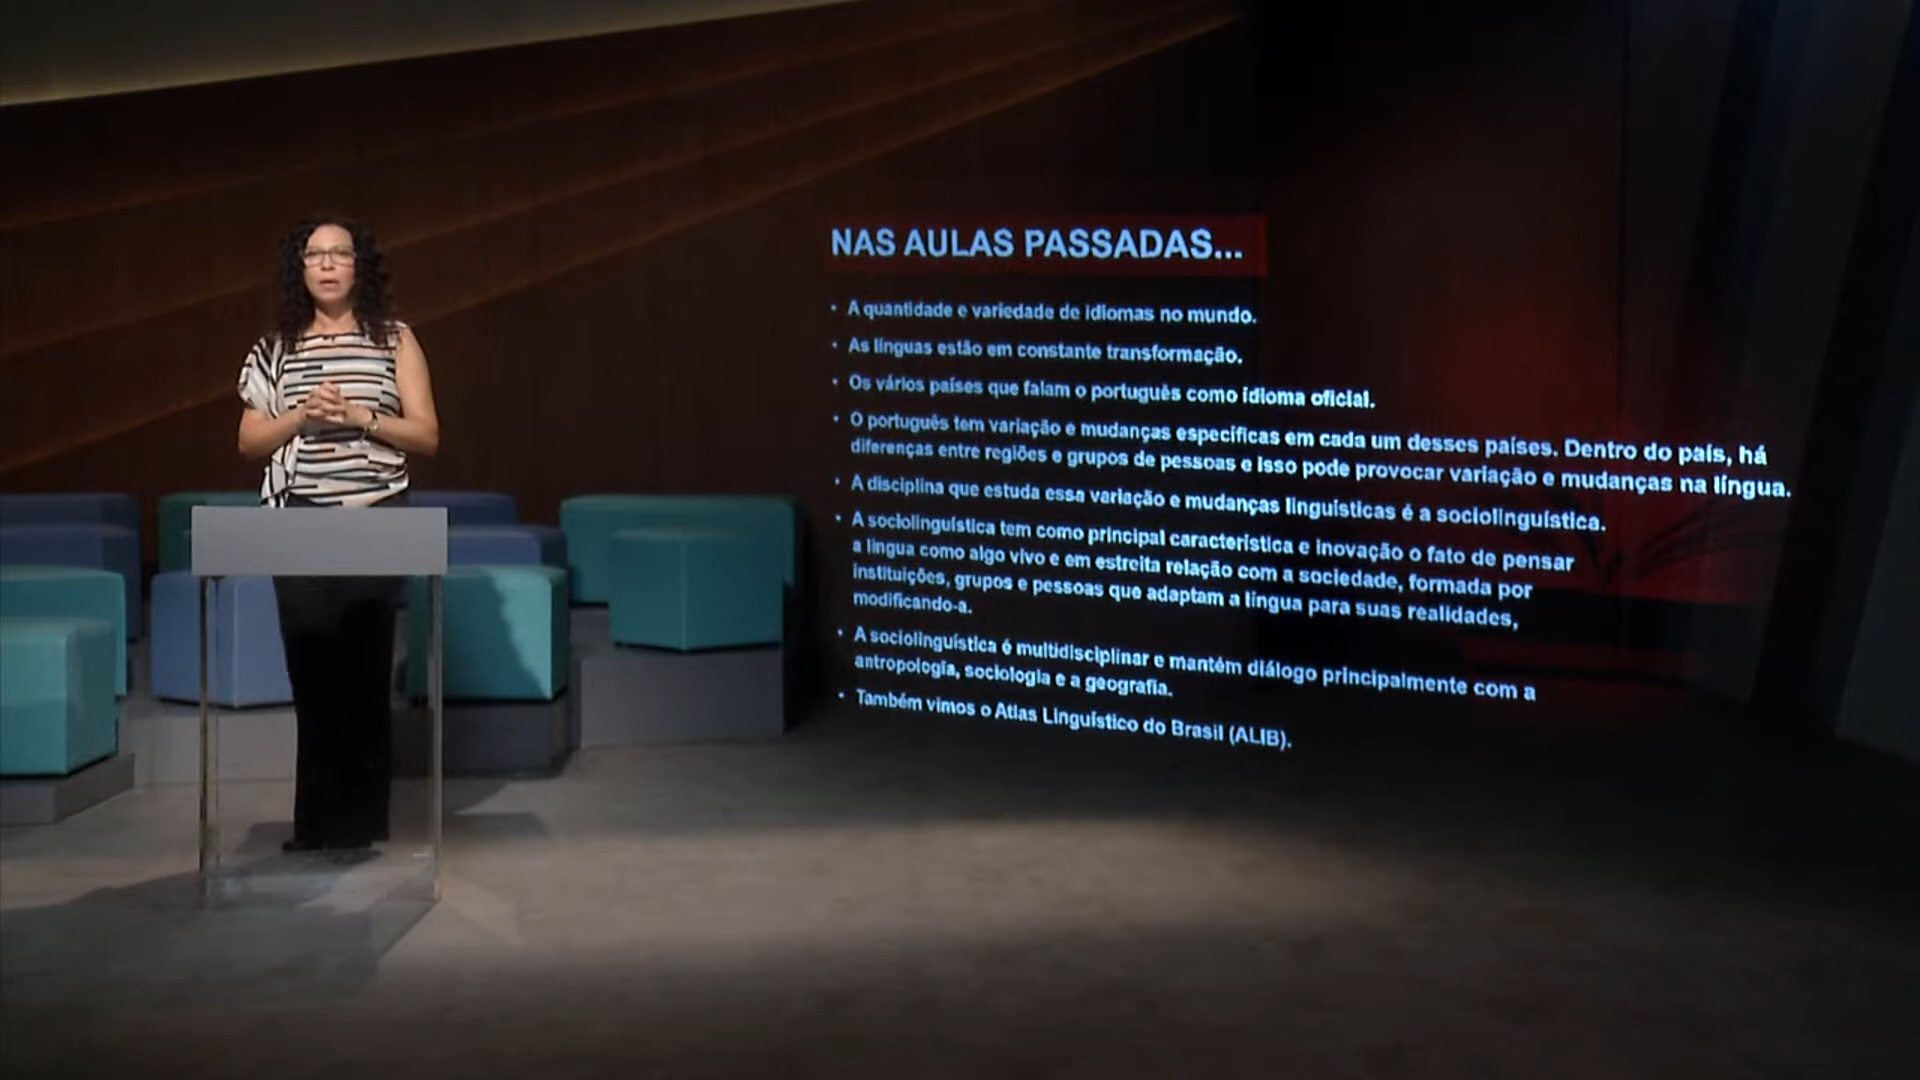 NAS AULAS PASSADAS...
• A quantidade e variedade de idiomas no mundo.
• As línguas estão em constante transformação.
• Os vários países que falam o português como idioma oficial.
• O português tem variação e mudanças específicas em cada um desses países. Dentro do país, há
diferenças entre regiões e grupos de pessoas e isso pode provocar variação e mudanças na língua.
• A disciplina que estuda essa variação e mudanças linguísticas é a sociolinguística.
• A sociolinguística tem como principal característica e inovação o fato de pensar
a língua como algo vivo e em estreita relação com a sociedade, formada por
instituições, grupos e pessoas que adaptam a língua para suas realidades,
modificando-a.
• A sociolinguística é multidisciplinar e mantém diálogo principalmente com a
antropologia, sociologia e a geografia.
• Também vimos o Atlas Linguístico do Brasil (ALIB).